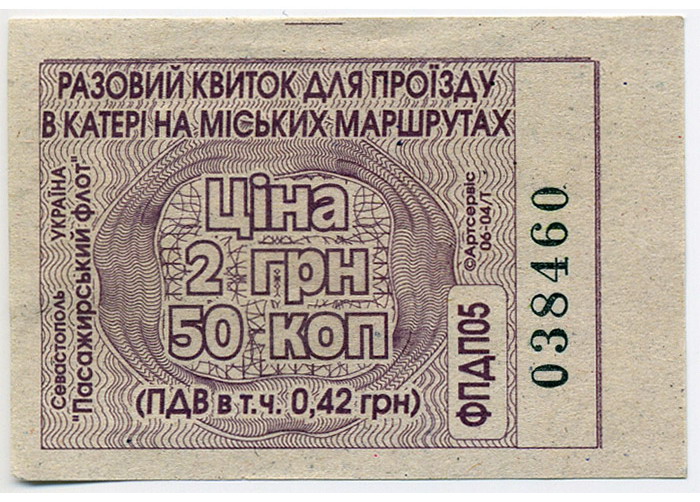 РАЗОВИЙ КВИТОК ДЛЯ ПРОЇЗДУ
В КАТЕРІ НА МІСЬКИХ МАРШРУТАХ
Севастополь УКРАЇНА
"Пасажирський флот"
Ціна
2 грн
50 коп
(ПДВ в т.ч. 0,42 грн)
©Артсервіс
06-04/Т
ФПДП05
038460